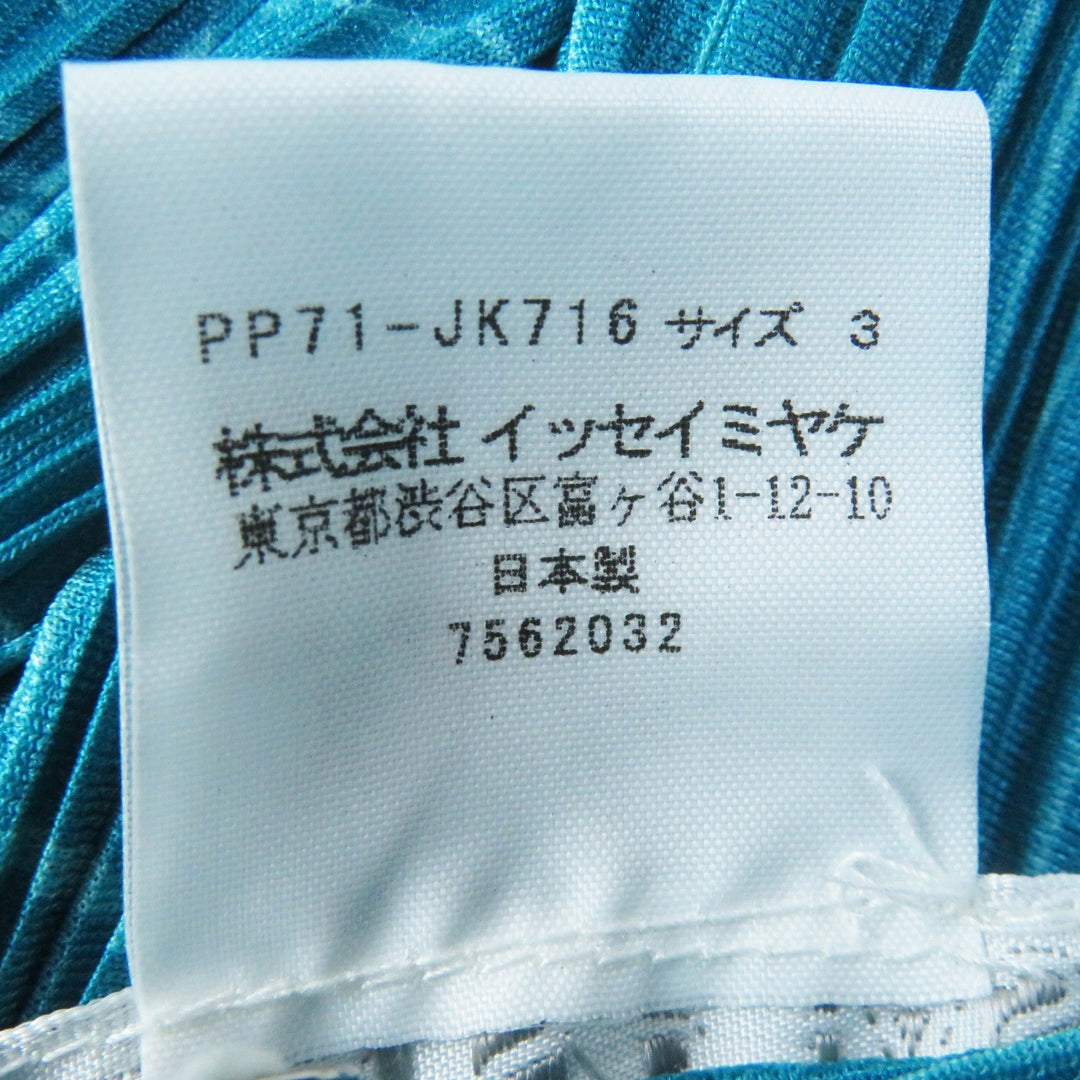 PP71-JK716 サイズ 3
株式会社 イッセイミヤケ
東京都渋谷区富ヶ谷1-12-10
日本製
7562032